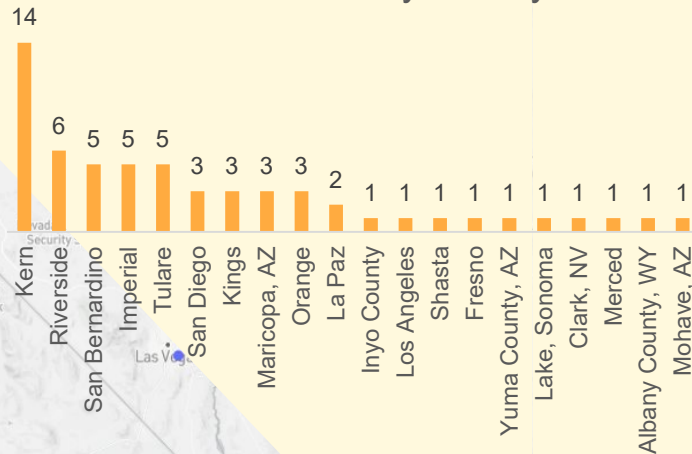 14
6
5
5
5
3
3
3
3
2
1
1
1
1
1
1
1
1
1
1
Security
Kern
Riverside
San Bernardino
Imperial
Tulare
San Diego
Kings
Maricopa, AZ
Orange
La Paz
Inyo County
Los Angeles
Shasta
Fresno
Yuma County, AZ
Lake, Sonoma
Clark, NV
Merced
Albany County, WY
Mohave, AZ
Las Vega